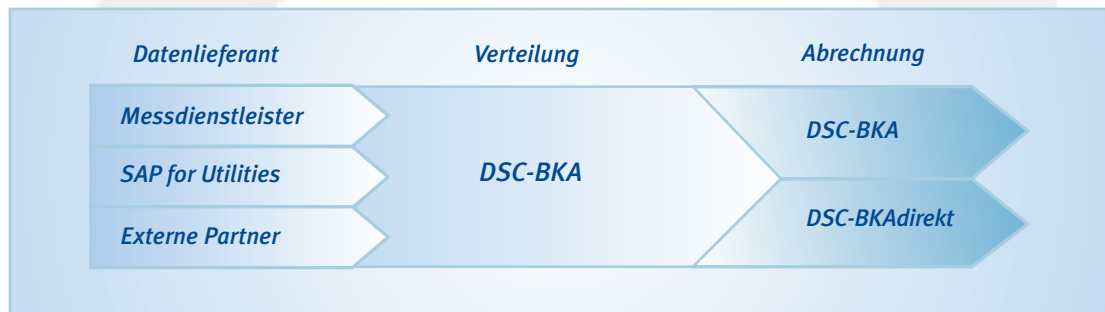 Datenlieferant
Verteilung
Abrechnung
Messdienstleister
SAP for Utilities
Externe Partner
DSC-BKA
DSC-BKA
DSC-BKAdirekt